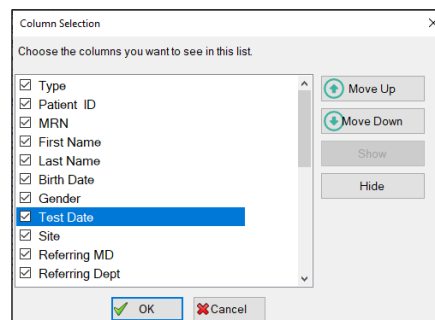 Column Selection
Choose the columns you want to see in this list.
Type
Patient ID
MRN
First Name
Last Name
Birth Date
Gender
Test Date
Site
Referring MD
Referring Dept
Move Up
Move Down
Show
Hide
OK
Cancel